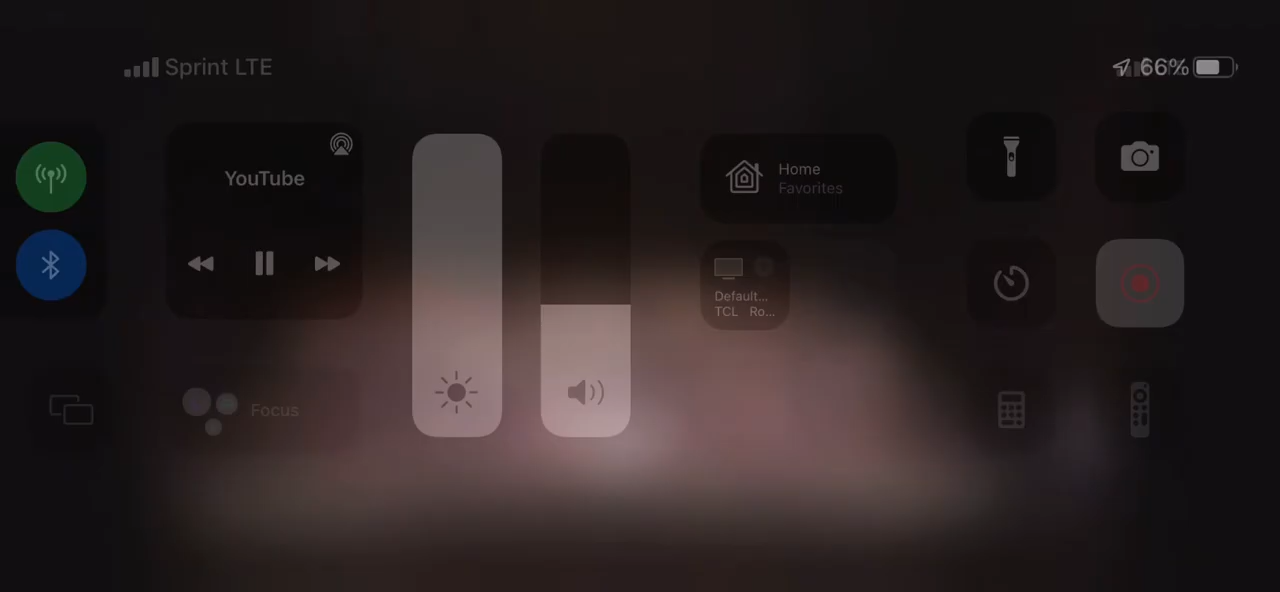 Sprint LTE
66%
YouTube
Home
Favorites
Default...
TCL Ro...
Focus